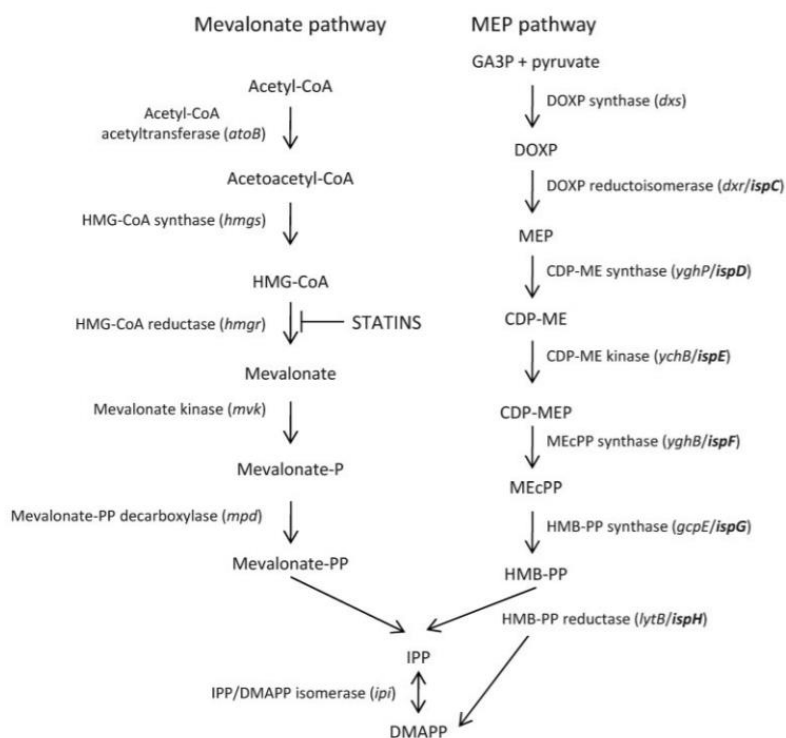 Mevalonate pathway
Acetyl-CoA
Acetyl-CoA
acetyltransferase (atoB)
Acetoacetyl-CoA
HMG-CoA synthase (hmgs)
HMG-CoA
HMG-CoA reductase (hmgr)
STATINS
Mevalonate
Mevalonate kinase (mvk)
Mevalonate-P
Mevalonate-PP decarboxylase (mpd)
Mevalonate-PP
MEP pathway
GA3P + pyruvate
DOXP synthase (dxs)
DOXP
DOXP reductoisomerase (dxr/ispC)
MEP
CDP-ME synthase (yghP/ispD)
CDP-ME
CDP-ME kinase (ychB/ispE)
CDP-MEP
MEcPP synthase (yghB/ispF)
MEcPP
HMB-PP synthase (gcpE/ispG)
HMB-PP
HMB-PP reductase (lytB/ispH)
IPP
IPP/DMAPP isomerase (ipi)
DMAPP